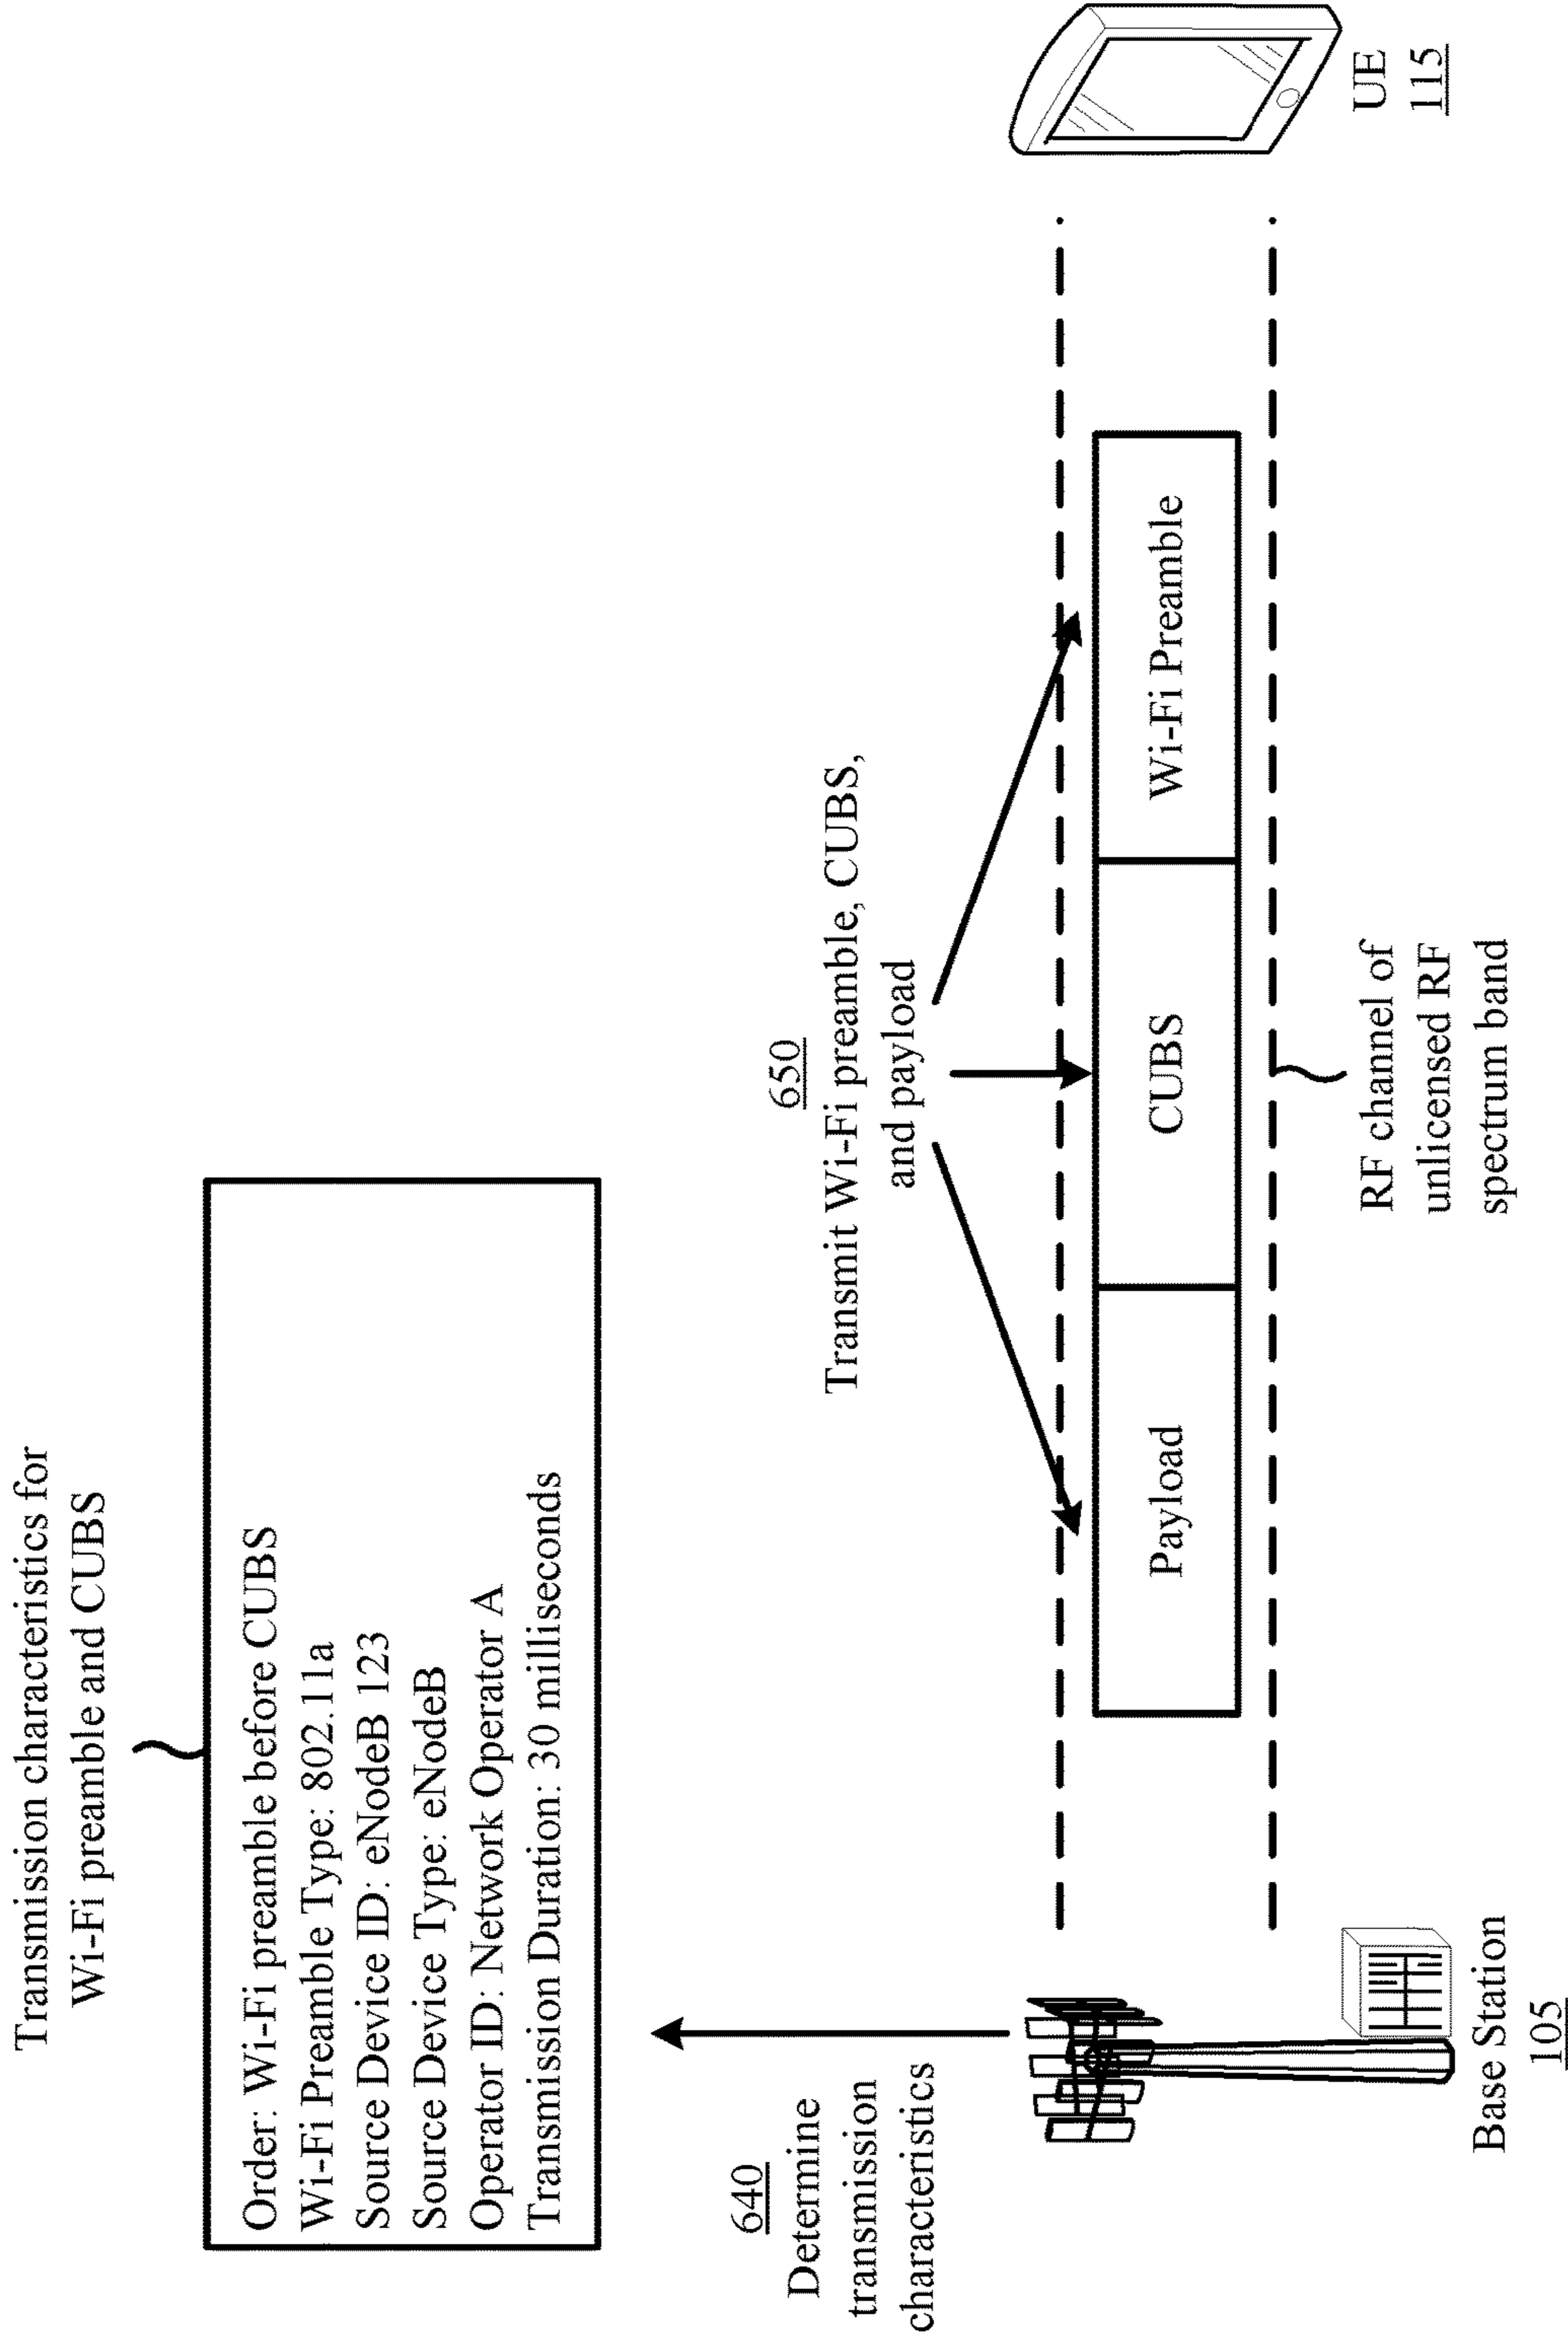 Transmission characteristics for
Wi-Fi preamble and CUBS
Order: Wi-Fi preamble before CUBS
Wi-Fi Preamble Type: 802.11a
Source Device ID: eNodeB 123
Source Device Type: eNodeB
Operator ID: Network Operator A
Transmission Duration: 30 milliseconds
640
Determine
transmission
characteristics
650
Transmit Wi-Fi preamble, CUBS,
and payload
Payload
CUBS
Wi-Fi Preamble
RF channel of
unlicensed RF
spectrum band
Base Station
105
UE
115